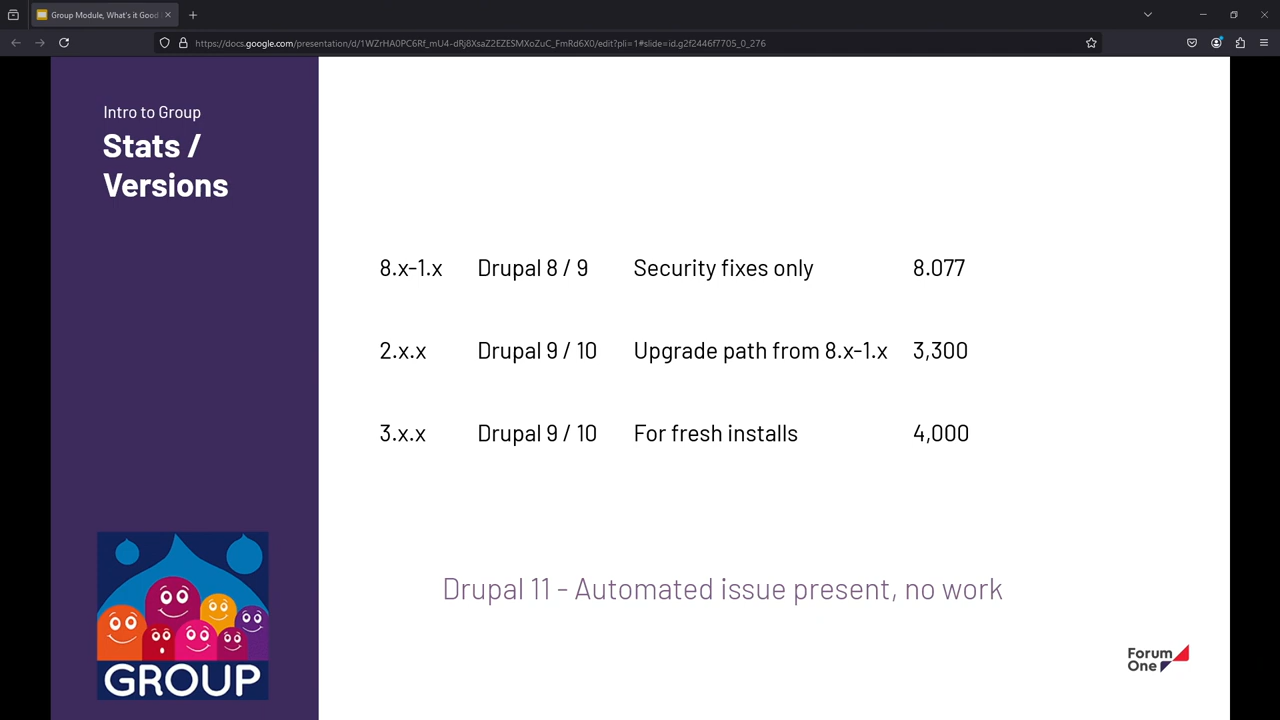 Group Module, What's it Good
https://docs.google.com/presentation/d/1WZrHA0PC6Rf_mU4-dRj8XsaZ2EZESMXoZuC_FmRd6X0/edit?pli=1#slide=id.g2f2446f7705_0_276
Intro to Group
Stats /
Versions
8.x-1.x Drupal 8 / 9 Security fixes only 8.077
2.x.x Drupal 9 / 10 Upgrade path from 8.x-1.x 3,300
3.x.x Drupal 9 / 10 For fresh installs 4,000
Drupal 11 - Automated issue present, no work
GROUP
Forum
One